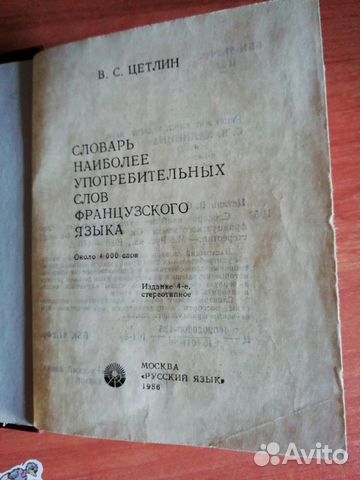 В. С. ЦЕТЛИН
СЛОВАРЬ
НАИБОЛЕЕ
УПОТРЕБИТЕЛЬНЫХ
СЛОВ
ФРАНЦУЗСКОГО
ЯЗЫКА
Около 4 000 слов
Издание 4-е,
стереотипное
МОСКВА
«РУССКИЙ ЯЗЫК»
1986
Avito